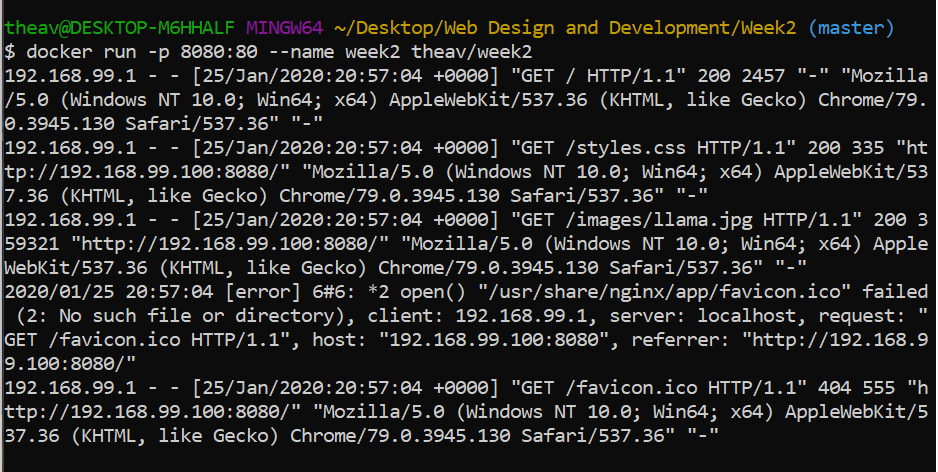 theav@DESKTOP-M6HHALF MINGW64 ~/Desktop/Web Design and Development/Week2 (master)
$ docker run -p 8080:80 --name week2 theav/week2
192.168.99.1 - - [25/Jan/2020:20:57:04 +0000] "GET / HTTP/1.1" 200 2457 "-" "Mozilla
/5.0 (Windows NT 10.0; Win64; x64) AppleWebKit/537.36 (KHTML, like Gecko) Chrome/79.
0.3945.130 Safari/537.36" "-"
192.168.99.1 - - [25/Jan/2020:20:57:04 +0000] "GET /styles.css HTTP/1.1" 200 335 "ht
tp://192.168.99.100:8080/" "Mozilla/5.0 (Windows NT 10.0; Win64; x64) AppleWebKit/53
7.36 (KHTML, like Gecko) Chrome/79.0.3945.130 Safari/537.36" "-"
192.168.99.1 - - [25/Jan/2020:20:57:04 +0000] "GET /images/llama.jpg HTTP/1.1" 200 3
59321 "http://192.168.99.100:8080/" "Mozilla/5.0 (Windows NT 10.0; Win64; x64) Apple
WebKit/537.36 (KHTML, like Gecko) Chrome/79.0.3945.130 Safari/537.36" "-"
2020/01/25 20:57:04 [error] 6#6: *2 open() "/usr/share/nginx/app/favicon.ico" failed
 (2: No such file or directory), client: 192.168.99.1, server: localhost, request: "
GET /favicon.ico HTTP/1.1", host: "192.168.99.100:8080", referrer: "http://192.168.9
9.100:8080/"
192.168.99.1 - - [25/Jan/2020:20:57:04 +0000] "GET /favicon.ico HTTP/1.1" 404 555 "h
ttp://192.168.99.100:8080/" "Mozilla/5.0 (Windows NT 10.0; Win64; x64) AppleWebKit/5
37.36 (KHTML, like Gecko) Chrome/79.0.3945.130 Safari/537.36" "-"